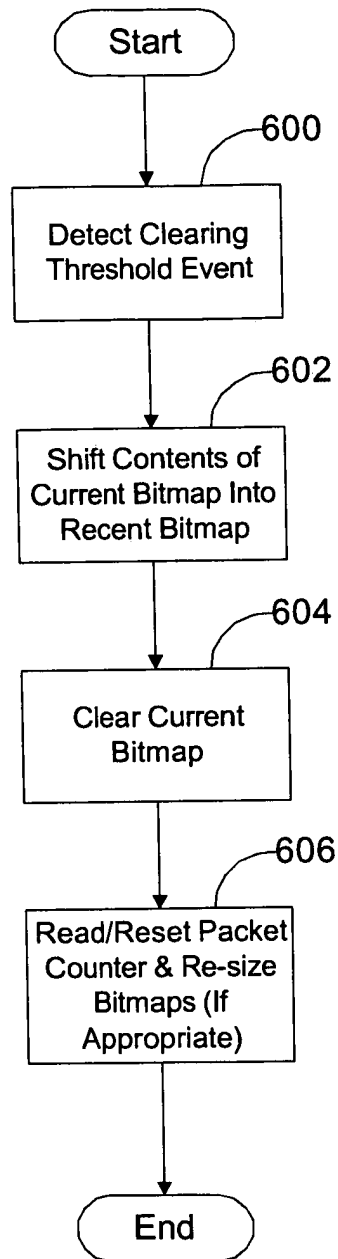 Start
600
Detect Clearing
Threshold Event
602
Shift Contents of
Current Bitmap Into
Recent Bitmap
604
Clear Current
Bitmap
606
Read/Reset Packet
Counter & Re-size
Bitmaps (If
Appropriate)
End